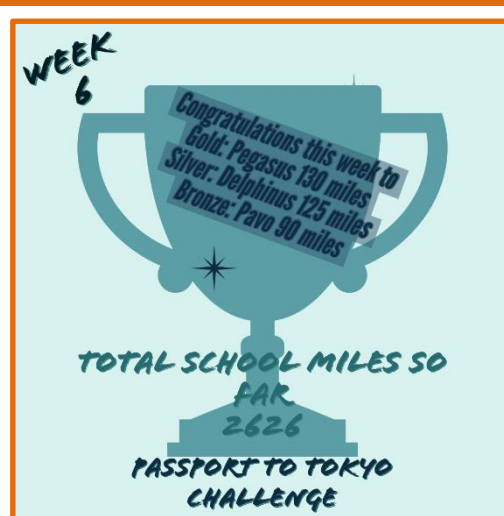 WEEK
6
Congratulations this week to
Gold: Pegasus 130 miles
Silver: Delphinus 125 miles
Bronze: Pavo 90 miles
TOTAL SCHOOL MILES SO
FAR
2626
PASSPORT TO TOKYO
CHALLENGE